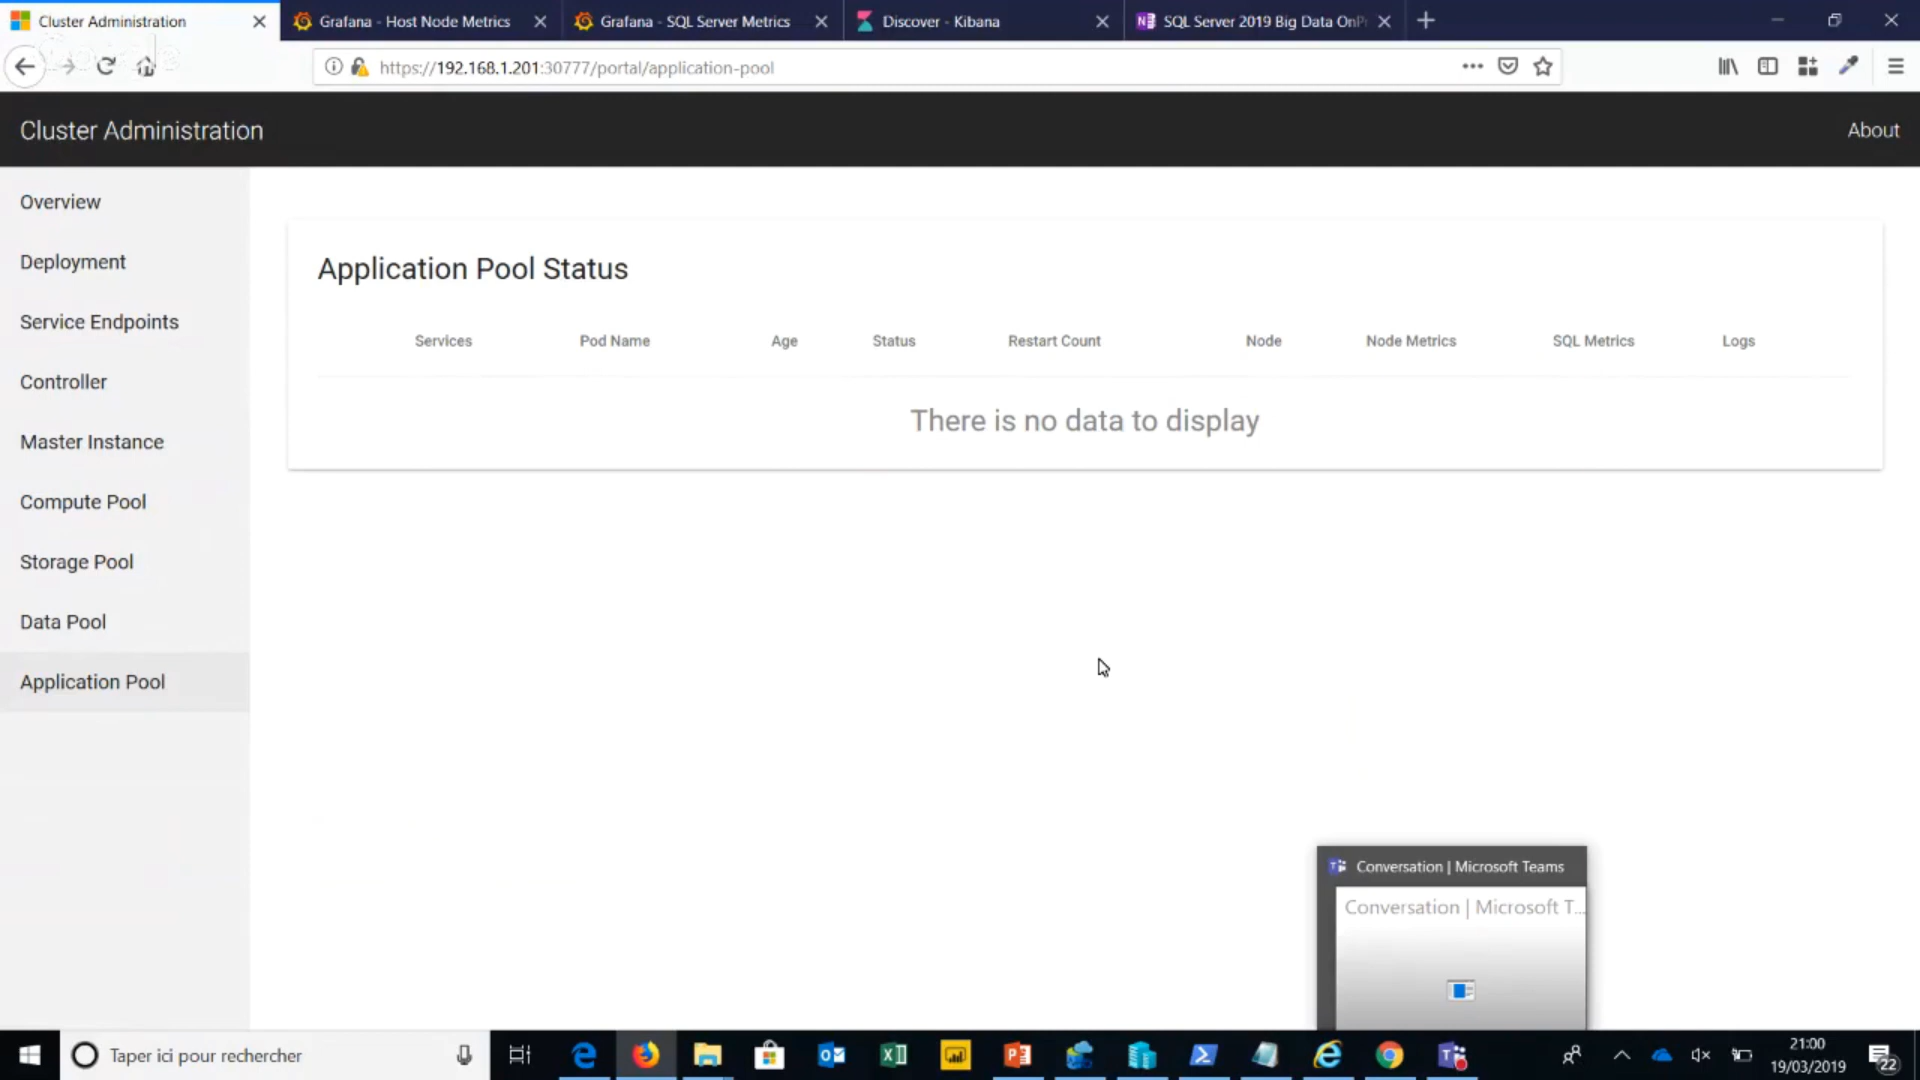 Cluster Administration
Grafana - Host Node Metrics
Grafana - SQL Server Metrics
Discover - Kibana
SQL Server 2019 Big Data OnPr
https://192.168.1.201:30777/portal/application-pool
Cluster Administration
About
Overview
Deployment
Service Endpoints
Controller
Master Instance
Compute Pool
Storage Pool
Data Pool
Application Pool
Application Pool Status
Services Pod Name Age Status Restart Count Node Node Metrics SQL Metrics Logs
There is no data to display
Conversation | Microsoft Teams
Conversation | Microsoft T...
Taper ici pour rechercher
21:00
19/03/2019
22